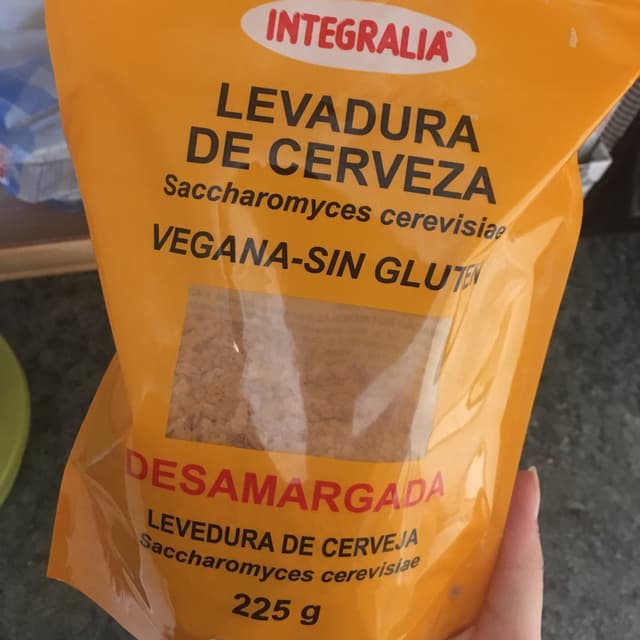 INTEGRALIA®
LEVADURA
DE CERVEZA
Saccharomyces cerevisiae
VEGANA-SIN GLUTEN
DESAMARGADA
LEVEDURA DE CERVEJA
Saccharomyces cerevisiae
225 g